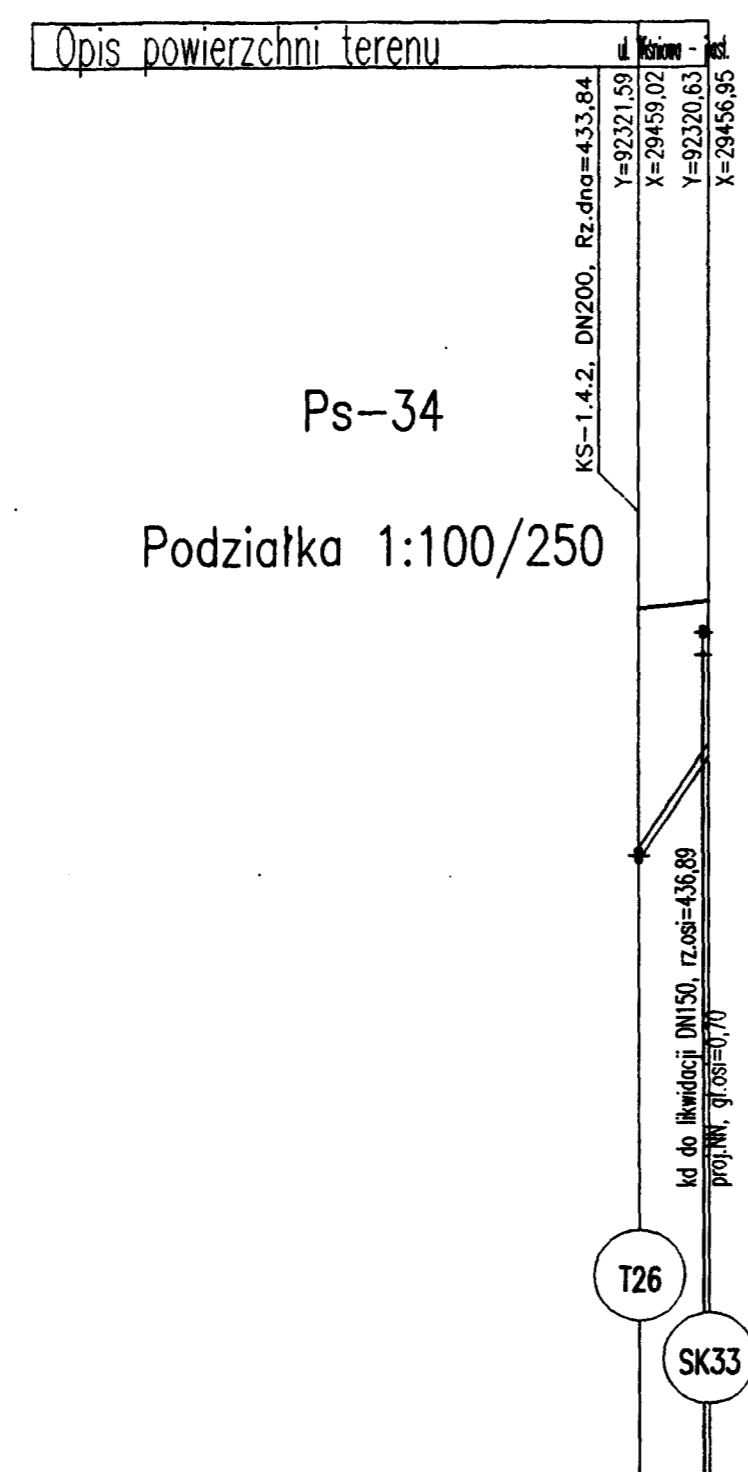 Opis powierzchni terenu
ul. Wiśniowa - jast.
KS-1.4.2, DN200, Rz.dna=433,84
Y=92321,59
X=29459,02
Y=92320,63
X=29456,95
Ps-34
Podziałka 1:100/250
kd do likwidacji DN150, rz.osi=436,89
proj.NN, gł.osi=0,70
T26
SK33